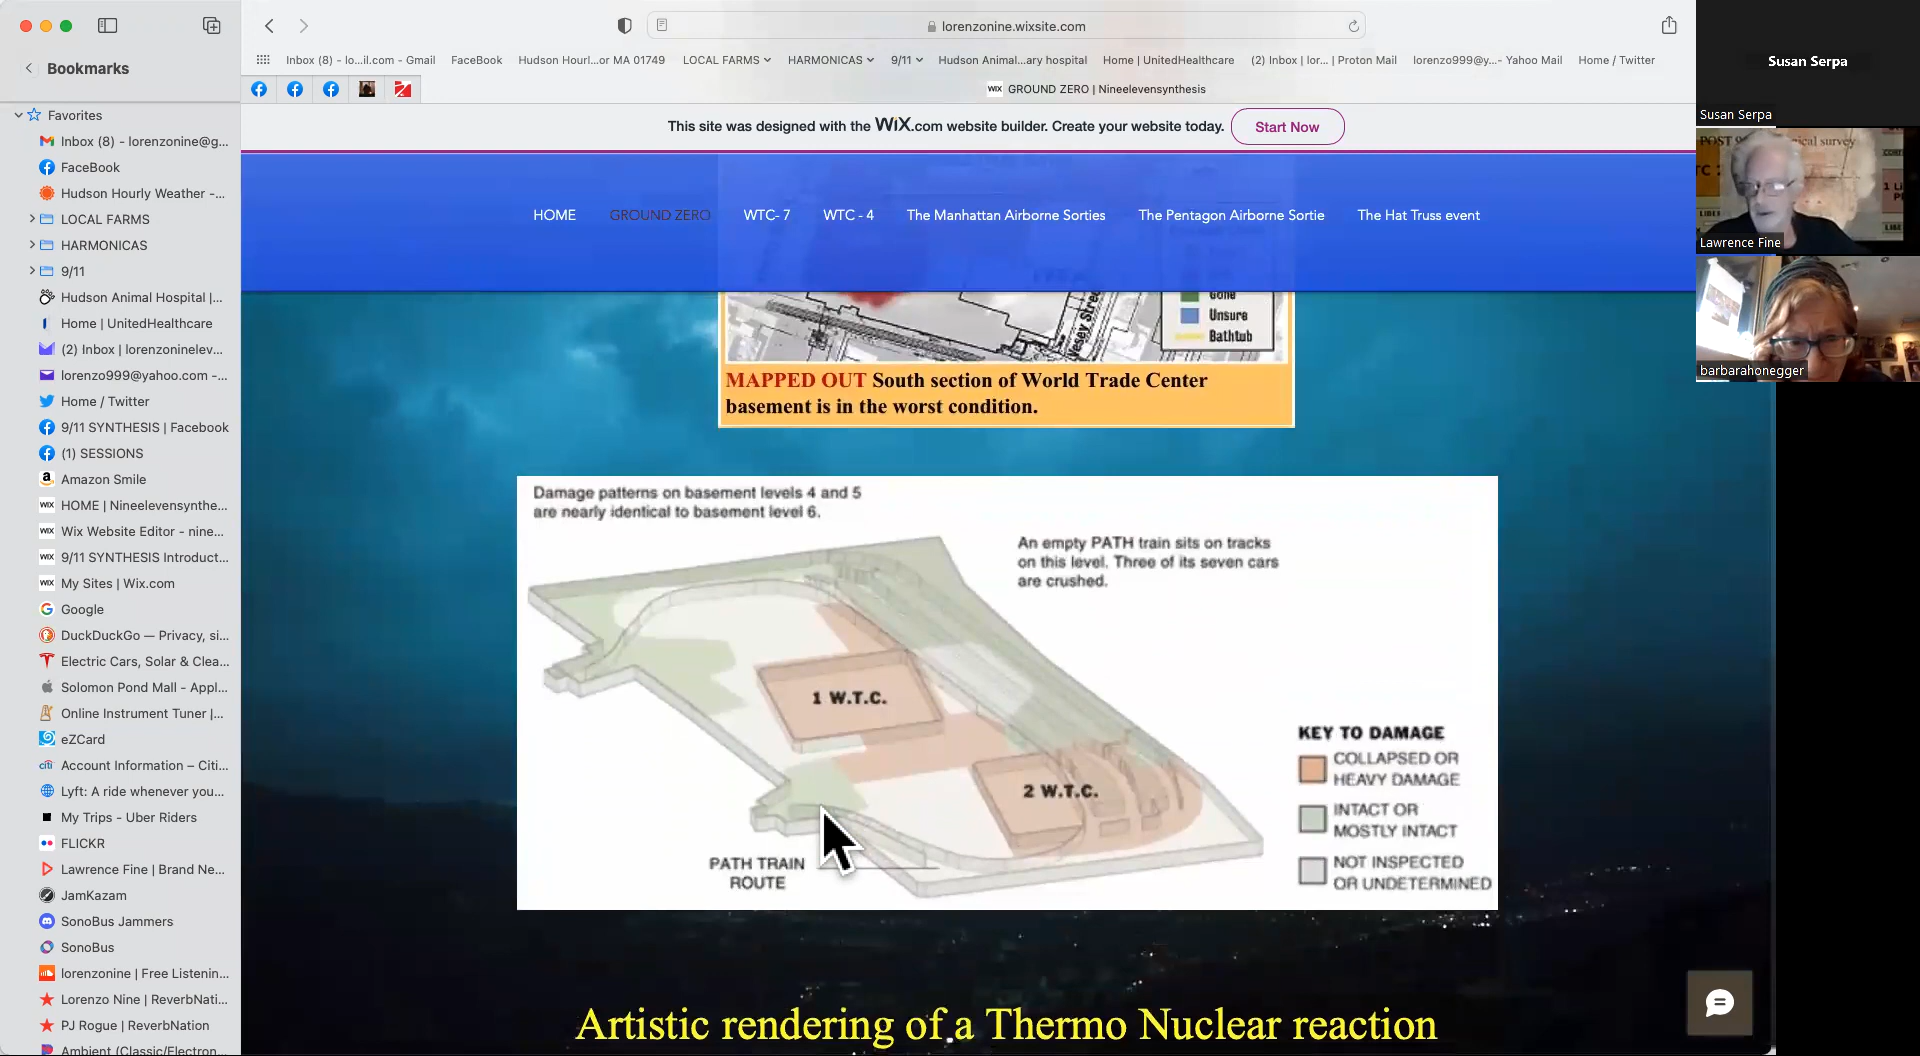 Bookmarks
Favorites
Inbox (8) - lorenzonine@g...
FaceBook
Hudson Hourly Weather -...
LOCAL FARMS
HARMONICAS
9/11
Hudson Animal Hospital |...
Home | UnitedHealthcare
(2) Inbox | lorenzoninelev...
lorenzo999@yahoo.com -...
Home / Twitter
9/11 SYNTHESIS | Facebook
(1) SESSIONS
Amazon Smile
HOME | Nineelevensynthe...
Wix Website Editor - nine...
9/11 SYNTHESIS Introduct...
My Sites | Wix.com
Google
DuckDuckGo — Privacy, si...
Electric Cars, Solar & Clea...
Solomon Pond Mall - Appl...
Online Instrument Tuner |...
eZCard
Account Information – Citi...
Lyft: A ride whenever you...
My Trips - Uber Riders
FLICKR
Lawrence Fine | Brand Ne...
JamKazam
SonoBus Jammers
SonoBus
lorenzonine | Free Listenin...
Lorenzo Nine | ReverbNati...
PJ Rogue | ReverbNation
Ambient (Classic/Electron...
lorenzonine.wixsite.com
Inbox (8) - lo...il.com - Gmail FaceBook Hudson Hourl...or MA 01749 LOCAL FARMS HARMONICAS 9/11 Hudson Animal...ary hospital Home | UnitedHealthcare (2) Inbox | lor... | Proton Mail lorenzo999@y...- Yahoo Mail Home / Twitter
WIX GROUND ZERO | Nineelevensynthesis
This site was designed with the WiX.com website builder. Create your website today. Start Now
HOME GROUND ZERO WTC- 7 WTC - 4 The Manhattan Airborne Sorties The Pentagon Airborne Sortie The Hat Truss event
Vesey Street
Gone
Unsure
Bathtub
MAPPED OUT South section of World Trade Center
basement is in the worst condition.
Damage patterns on basement levels 4 and 5
are nearly identical to basement level 6.
An empty PATH train sits on tracks
on this level. Three of its seven cars
are crushed.
1 W.T.C.
2 W.T.C.
PATH TRAIN
ROUTE
KEY TO DAMAGE
COLLAPSED OR
HEAVY DAMAGE
INTACT OR
MOSTLY INTACT
NOT INSPECTED
OR UNDETERMINED
Artistic rendering of a Thermo Nuclear reaction
Susan Serpa
Susan Serpa
Lawrence Fine
barbarahonegger